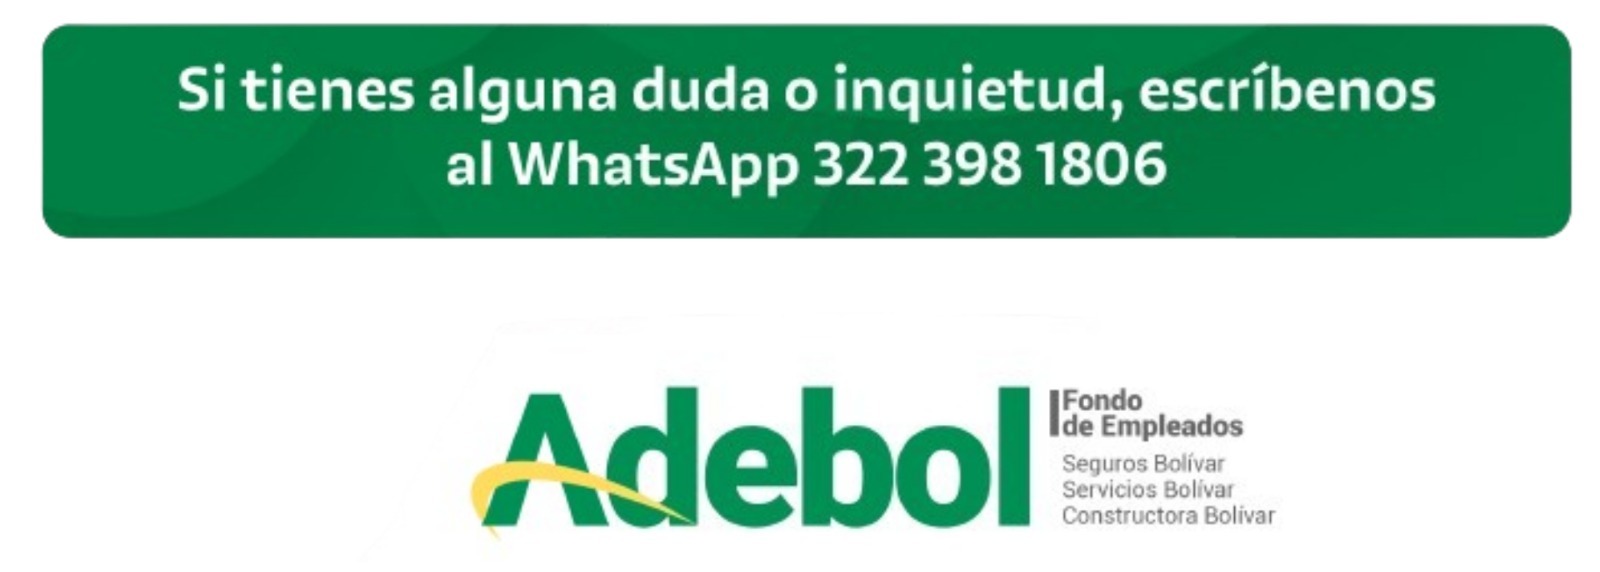 Si tienes alguna duda o inquietud, escríbenos
al WhatsApp 322 398 1806
Adebol
Fondo
de Empleados
Seguros Bolívar
Servicios Bolívar
Constructora Bolívar